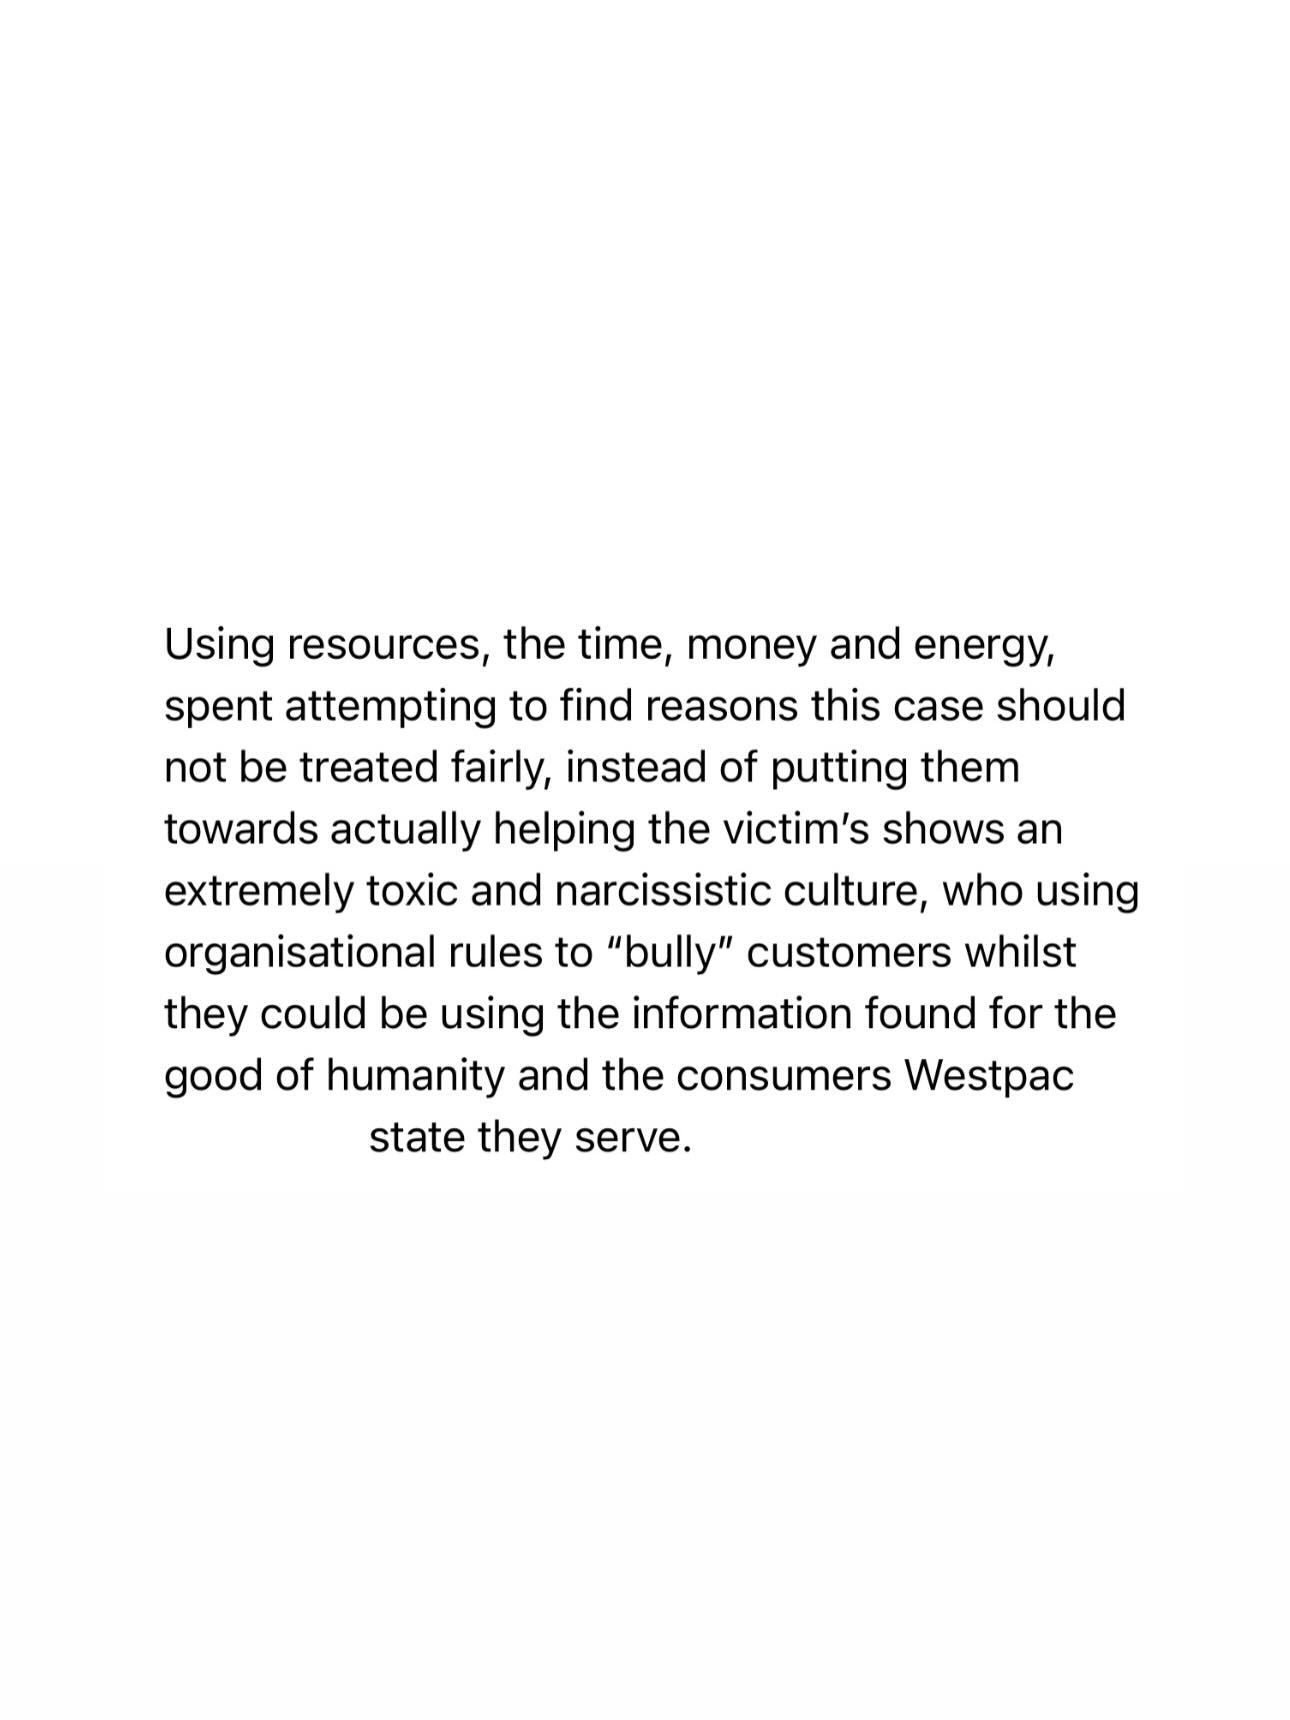 Using resources, the time, money and energy,
spent attempting to find reasons this case should
not be treated fairly, instead of putting them
towards actually helping the victim’s shows an
extremely toxic and narcissistic culture, who using
organisational rules to “bully” customers whilst
they could be using the information found for the
good of humanity and the consumers Westpac
state they serve.